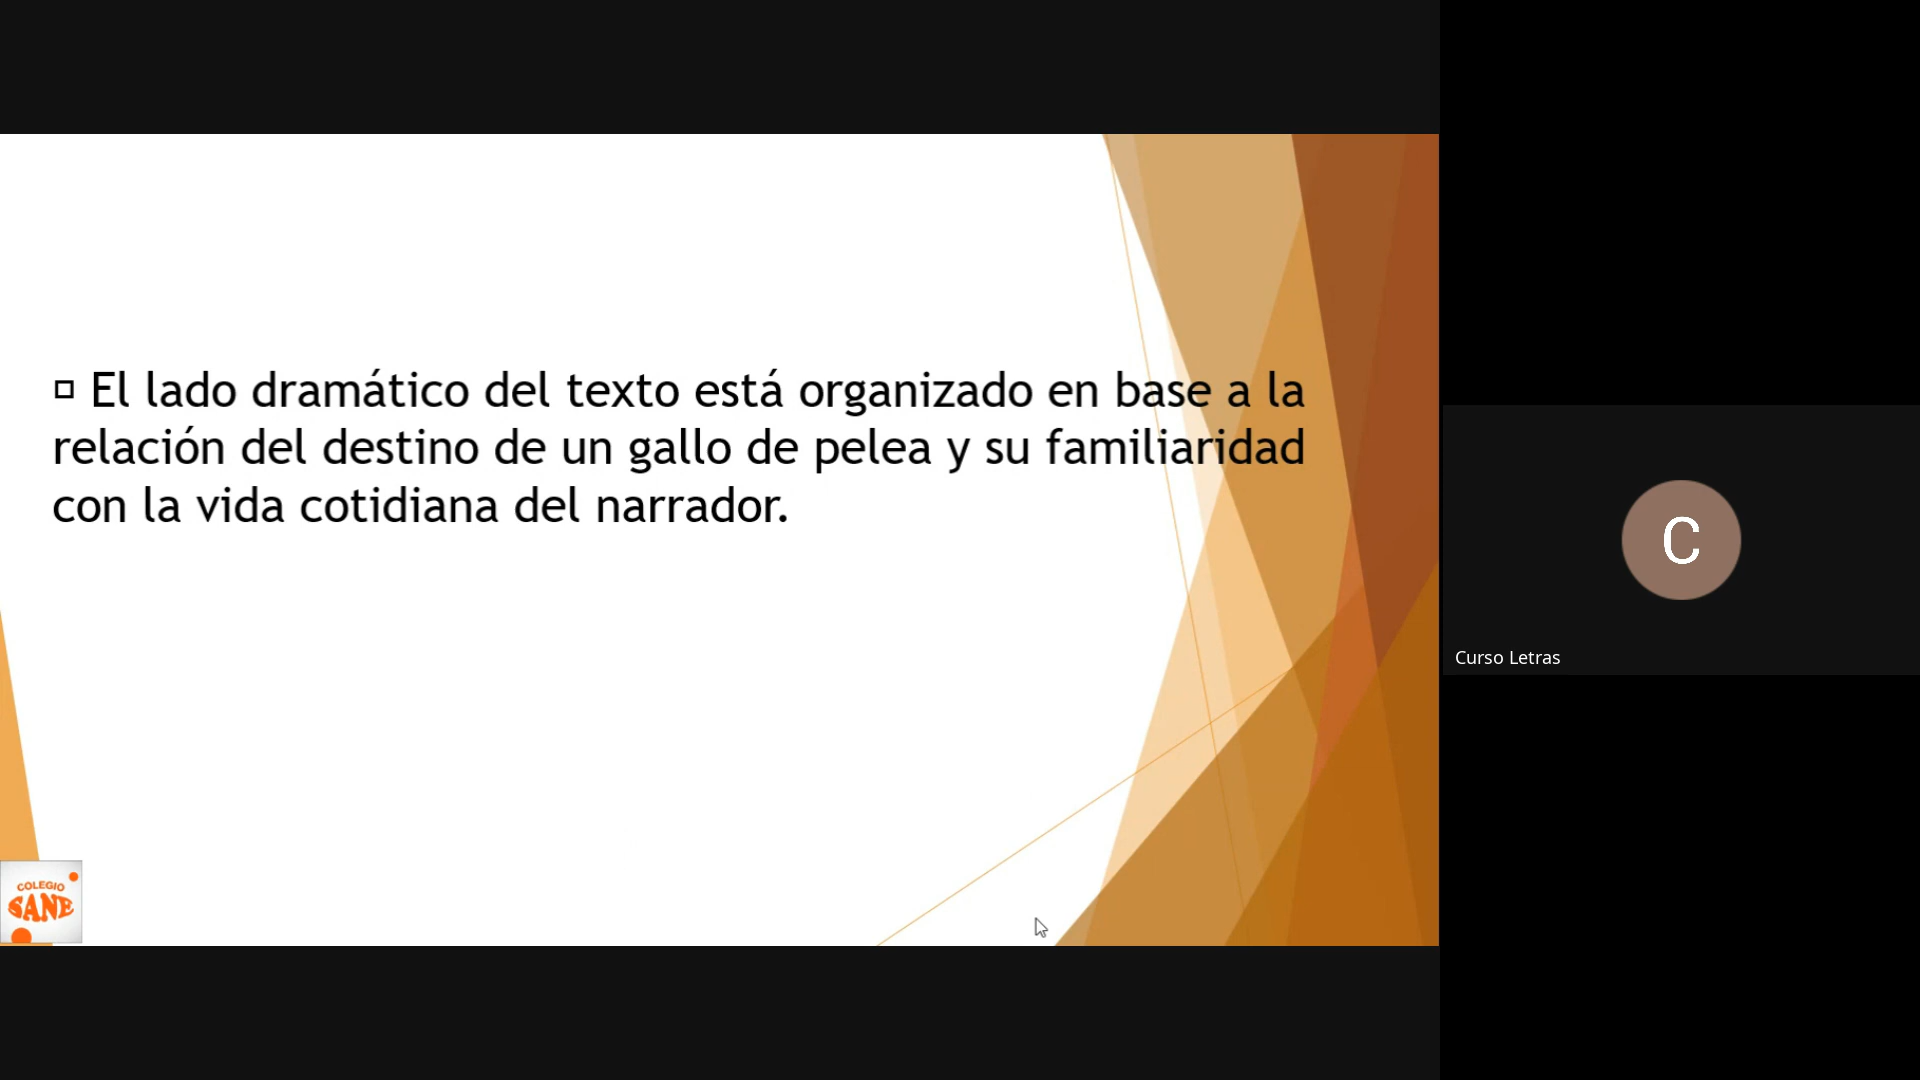 El lado dramático del texto está organizado en base a la
relación del destino de un gallo de pelea y su familiaridad
con la vida cotidiana del narrador.
COLEGIO
SANE
C
Curso Letras